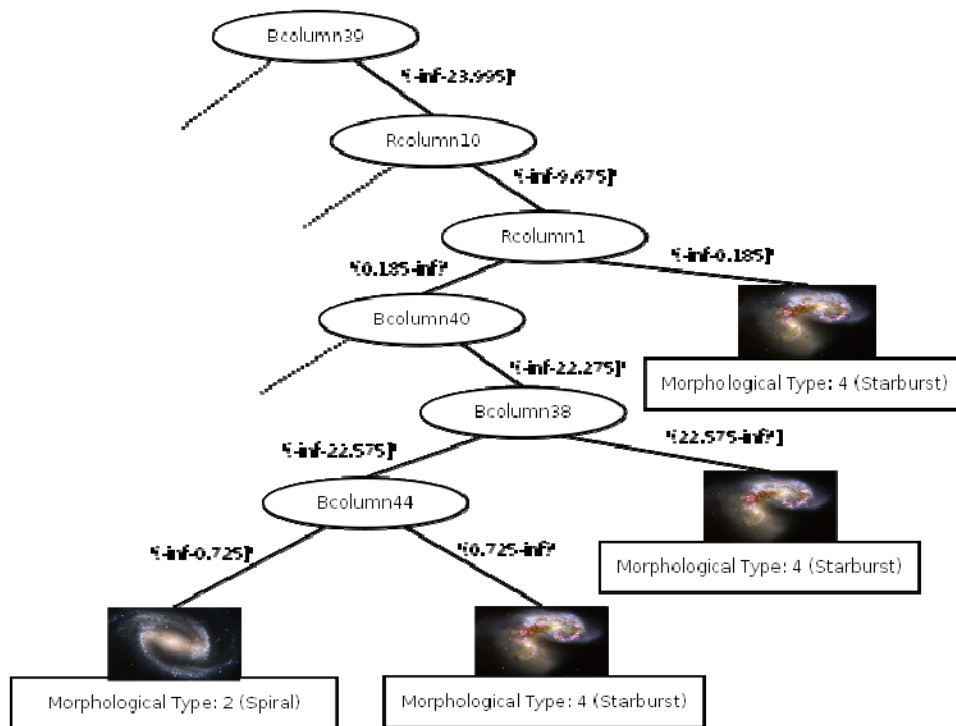 Bcolumn39
'(-inf-23.995]'
Rcolumn10
'(-inf-9.675]'
Rcolumn1
'(0.185-inf)'
'(-inf-0.185]'
Bcolumn40
'(-inf-22.275]'
Morphological Type: 4 (Starburst)
Bcolumn38
'(-inf-22.575]'
'(22.575-inf)']
Bcolumn44
'(-inf-0.725]'
'(0.725-inf)'
Morphological Type: 4 (Starburst)
Morphological Type: 2 (Spiral)
Morphological Type: 4 (Starburst)